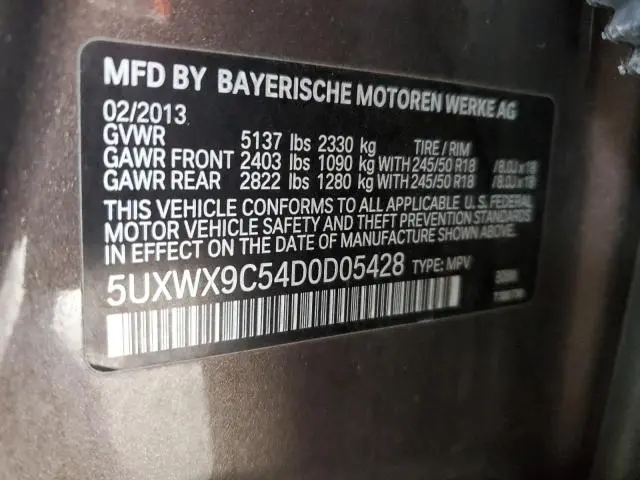 MFD BY BAYERISCHE MOTOREN WERKE AG
02/2013
GVWR 5137 lbs 2330 kg TIRE / RIM
GAWR FRONT 2403 lbs 1090 kg WITH 245/50 R18 / 8.0J x 18
GAWR REAR 2822 lbs 1280 kg WITH 245/50 R18 / 8.0J x 18
THIS VEHICLE CONFORMS TO ALL APPLICABLE U.S. FEDERAL
MOTOR VEHICLE SAFETY AND THEFT PREVENTION STANDARDS
IN EFFECT ON THE DATE OF MANUFACTURE SHOWN ABOVE.
5UXWX9C54D0D05428 TYPE: MPV